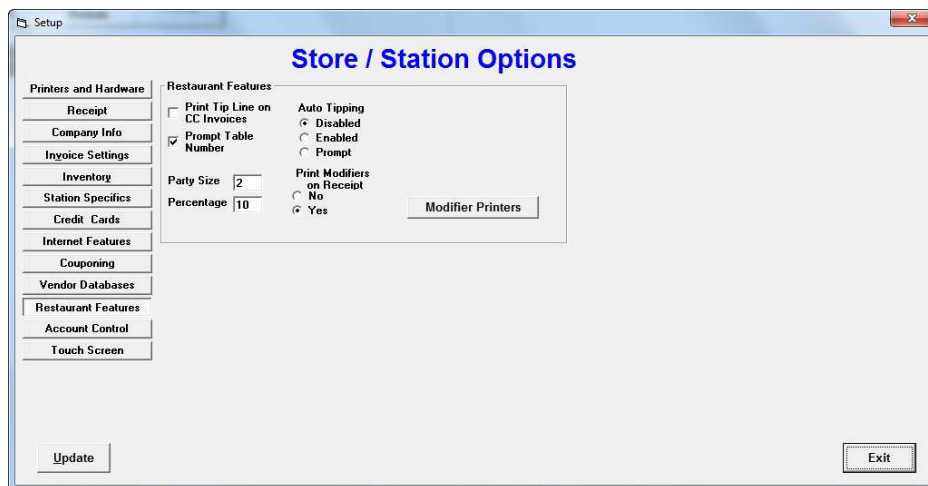 Setup
Store / Station Options
Printers and Hardware
Receipt
Company Info
Invoice Settings
Inventory
Station Specifics
Credit Cards
Internet Features
Couponing
Vendor Databases
Restaurant Features
Account Control
Touch Screen
Restaurant Features
Print Tip Line on
CC Invoices
Prompt Table
Number
Party Size 2
Percentage 10
Auto Tipping
Disabled
Enabled
Prompt
Print Modifiers
on Receipt
No
Yes
Modifier Printers
Update
Exit